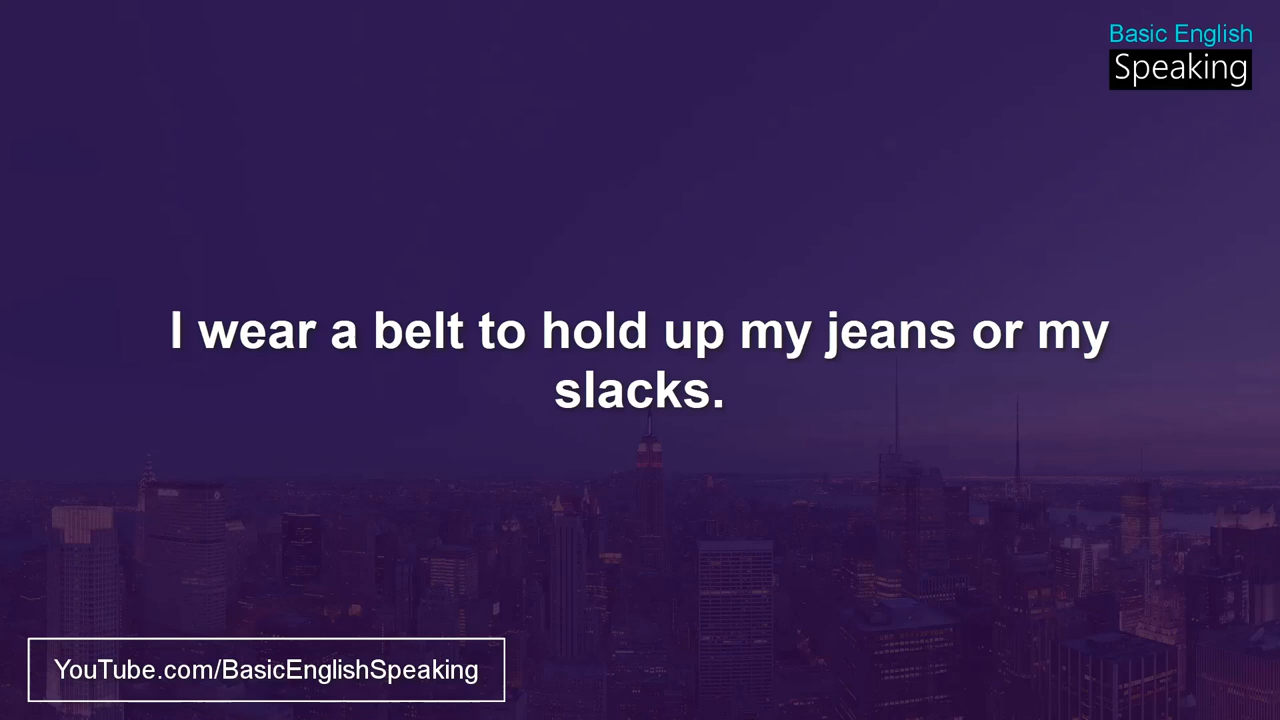 Basic English
Speaking
I wear a belt to hold up my jeans or my
slacks.
YouTube.com/BasicEnglishSpeaking